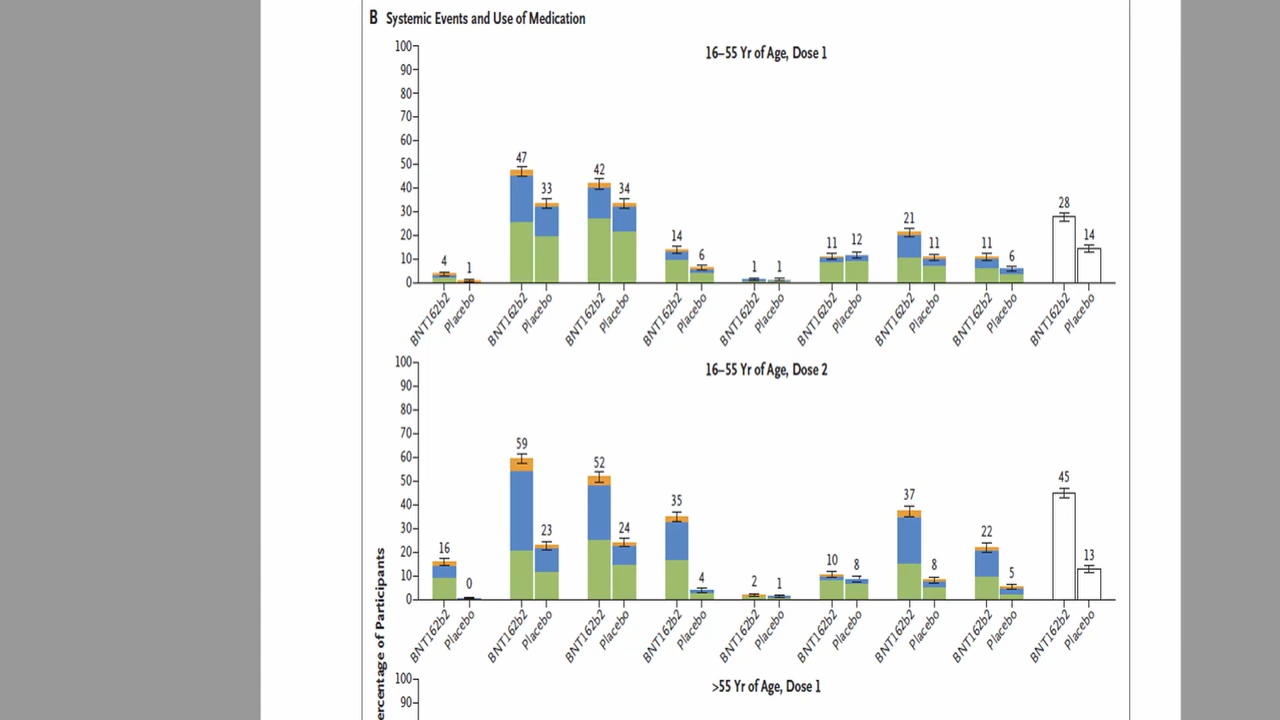 B Systemic Events and Use of Medication
16–55 Yr of Age, Dose 1
100
90
80
70
60
50
40
30
20
10
0
4 1 47 33 42 34 14 6 1 1 11 12 21 11 11 6 28 14
BNT162b2 Placebo BNT162b2 Placebo BNT162b2 Placebo BNT162b2 Placebo BNT162b2 Placebo BNT162b2 Placebo BNT162b2 Placebo BNT162b2 Placebo BNT162b2 Placebo
16–55 Yr of Age, Dose 2
100
90
80
70
60
50
40
30
20
10
0
16 0 59 23 52 24 35 4 2 1 10 8 37 8 22 5 45 13
BNT162b2 Placebo BNT162b2 Placebo BNT162b2 Placebo BNT162b2 Placebo BNT162b2 Placebo BNT162b2 Placebo BNT162b2 Placebo BNT162b2 Placebo BNT162b2 Placebo
ercentage of Participants
>55 Yr of Age, Dose 1
100
90